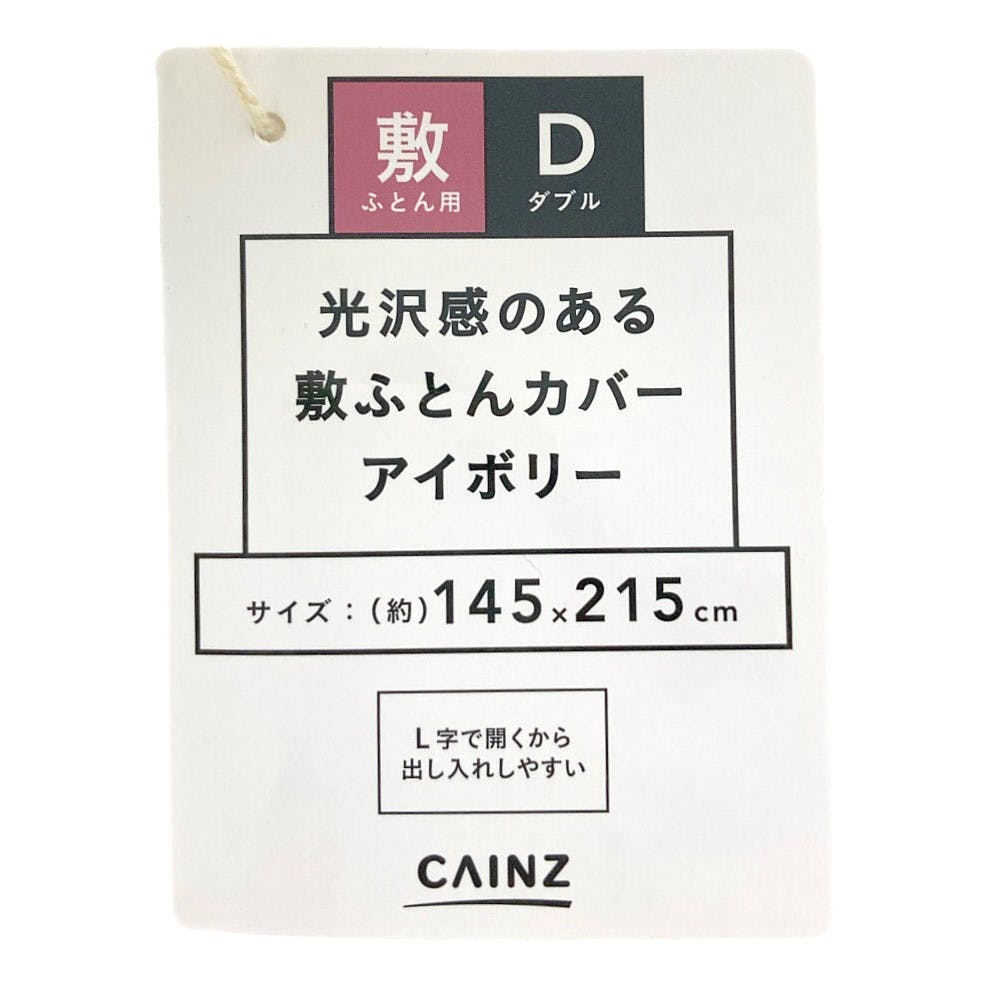 敷
ふとん用
D
ダブル
光沢感のある
敷ふとんカバー
アイボリー
サイズ：(約)145×215cm
L字で開くから
出し入れしやすい
CAINZ